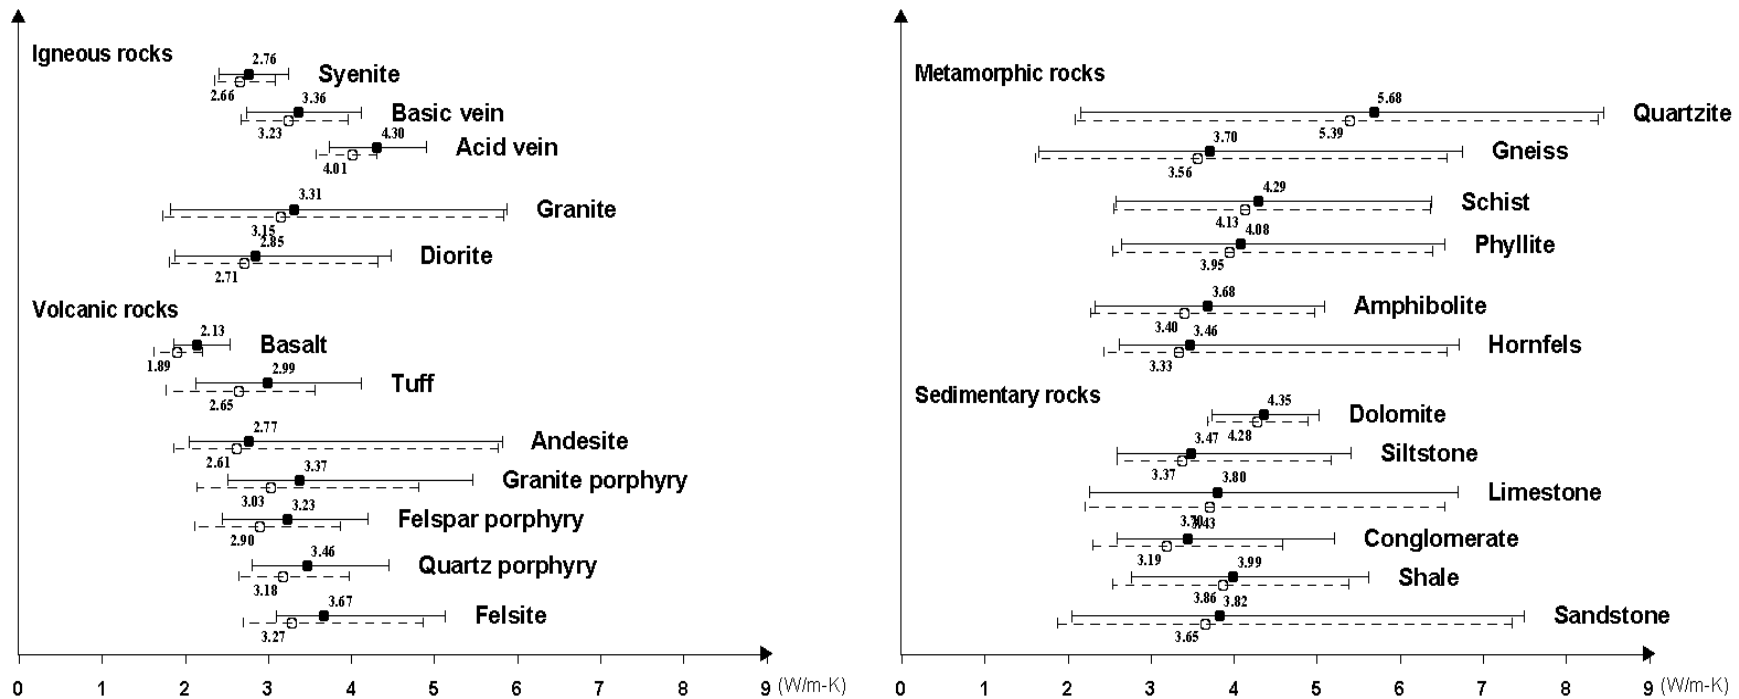 Igneous rocks
2.76
Syenite
2.66
3.36
Basic vein
3.23
4.30
Acid vein
4.01
3.31
Granite
3.15
2.85
Diorite
2.71
Volcanic rocks
2.13
Basalt
1.89
2.99
Tuff
2.65
2.77
Andesite
2.61
3.37
Granite porphyry
3.03
3.23
Felspar porphyry
2.90
3.46
Quartz porphyry
3.18
3.67
Felsite
3.27
0 1 2 3 4 5 6 7 8 9 (W/m-K)
Metamorphic rocks
5.68
Quartzite
5.39
3.70
Gneiss
3.56
4.29
Schist
4.13
4.08
Phyllite
3.95
3.68
Amphibolite
3.40
3.46
Hornfels
3.33
Sedimentary rocks
4.35
Dolomite
4.28
3.47
Siltstone
3.37
3.80
Limestone
3.70
3.43
Conglomerate
3.19
3.99
Shale
3.86
3.82
Sandstone
3.65
0 1 2 3 4 5 6 7 8 9 (W/m-K)